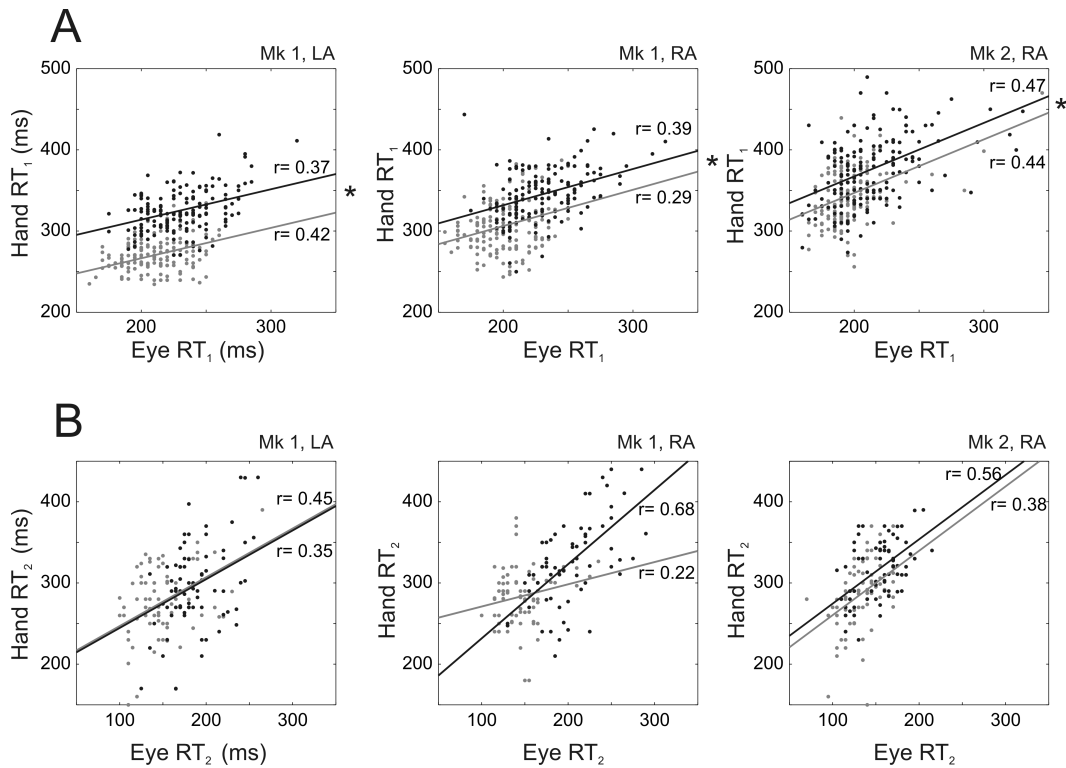 A
Mk 1, LA
Mk 1, RA
Mk 2, RA
500
400
300
200
Hand RT1 (ms)
r= 0.37
*
r= 0.42
200
300
Eye RT1 (ms)
500
400
300
200
Hand RT1
r= 0.39
*
r= 0.29
200
300
Eye RT1
500
400
300
200
Hand RT1
r= 0.47
*
r= 0.44
200
300
Eye RT1
B
Mk 1, LA
Mk 1, RA
Mk 2, RA
400
300
200
Hand RT2 (ms)
r= 0.45
r= 0.35
100
200
300
Eye RT2 (ms)
400
300
200
Hand RT2
r= 0.68
r= 0.22
100
200
300
Eye RT2
400
300
200
Hand RT2
r= 0.56
r= 0.38
100
200
300
Eye RT2